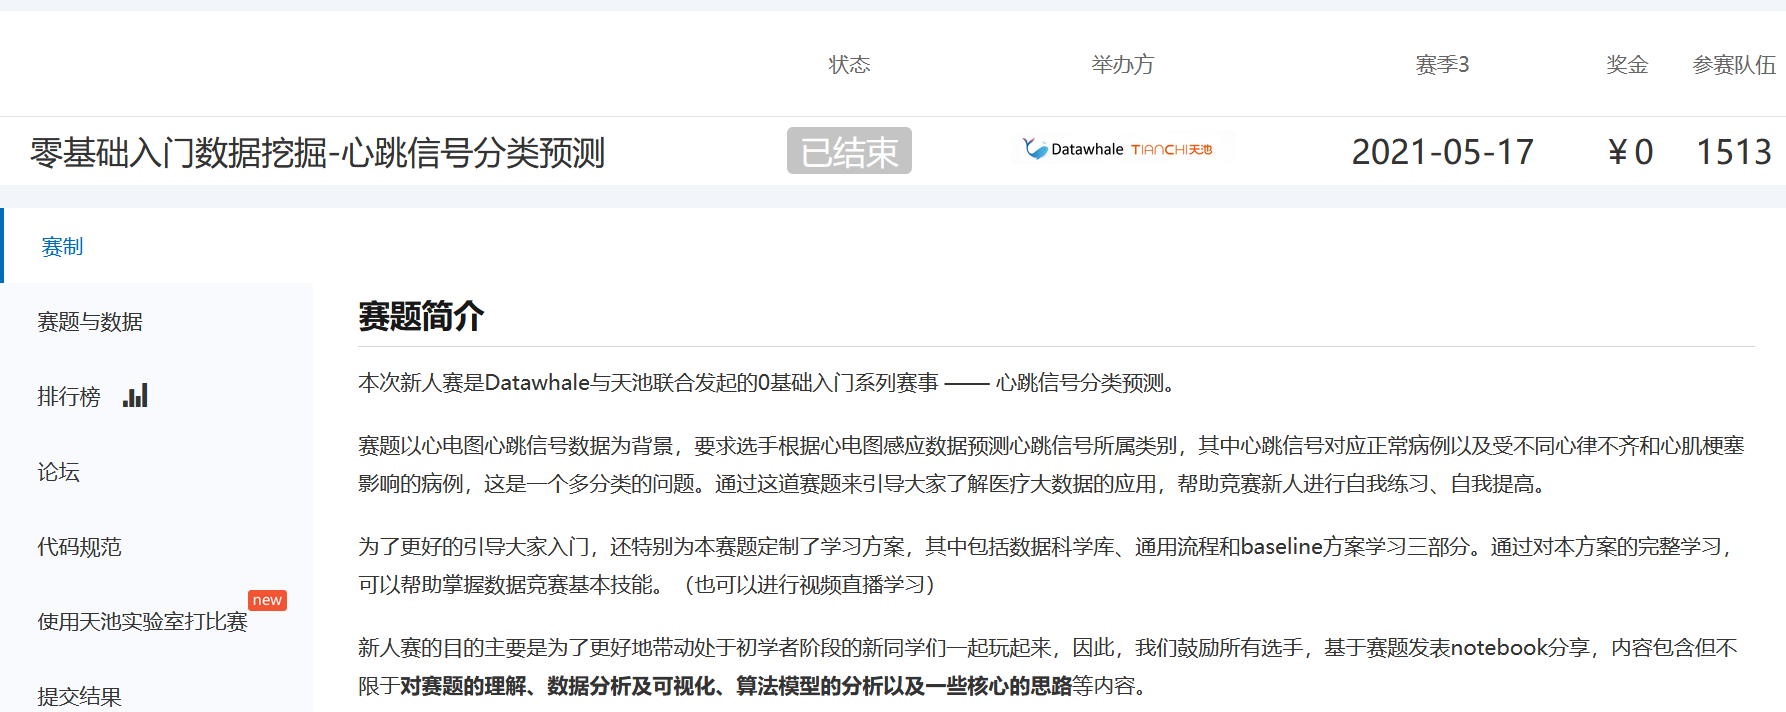 状态 举办方 赛季3 奖金 参赛队伍
零基础入门数据挖掘-心跳信号分类预测 已结束 Datawhale TIANCHI天池 2021-05-17 ¥0 1513
赛制
赛题与数据
排行榜
论坛
代码规范
使用天池实验室打比赛 new
提交结果
赛题简介
本次新人赛是Datawhale与天池联合发起的0基础入门系列赛事 —— 心跳信号分类预测。
赛题以心电图心跳信号数据为背景，要求选手根据心电图感应数据预测心跳信号所属类别，其中心跳信号对应正常病例以及受不同心律不齐和心肌梗塞
影响的病例，这是一个多分类的问题。通过这道赛题来引导大家了解医疗大数据的应用，帮助竞赛新人进行自我练习、自我提高。
为了更好的引导大家入门，还特别为本赛题定制了学习方案，其中包括数据科学库、通用流程和baseline方案学习三部分。通过对本方案的完整学习，
可以帮助掌握数据竞赛基本技能。（也可以进行视频直播学习）
新人赛的目的主要是为了更好地带动处于初学者阶段的新同学们一起玩起来，因此，我们鼓励所有选手，基于赛题发表notebook分享，内容包含但不
限于对赛题的理解、数据分析及可视化、算法模型的分析以及一些核心的思路等内容。